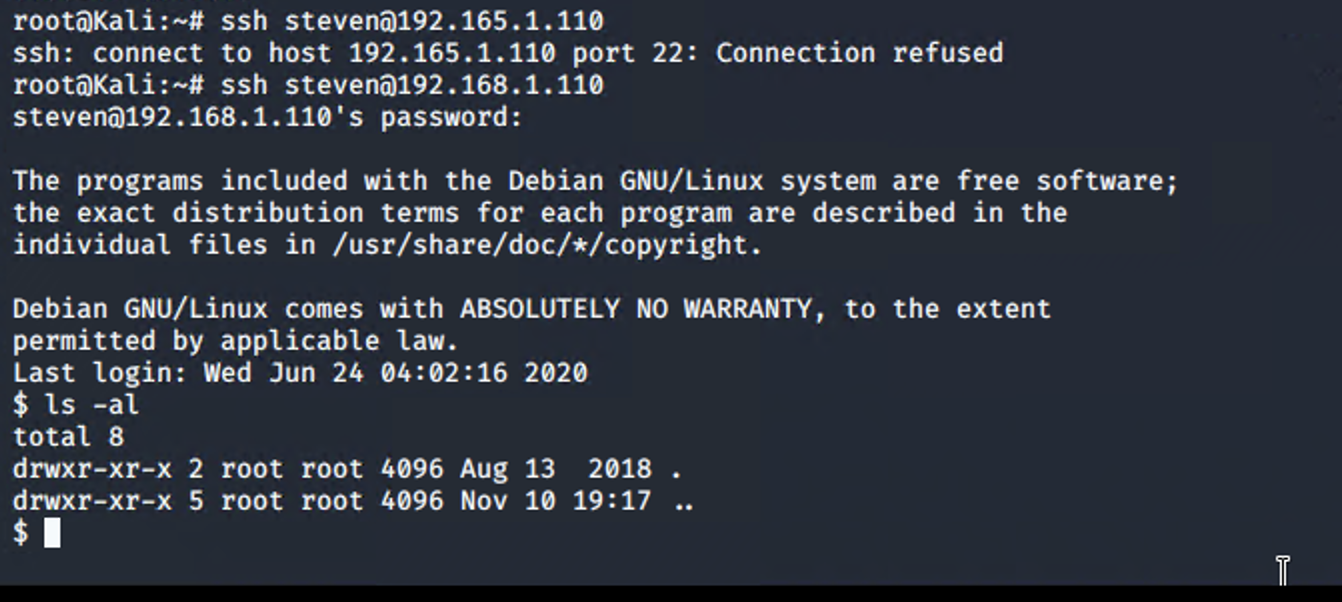 root@Kali:~# ssh steven@192.165.1.110
ssh: connect to host 192.165.1.110 port 22: Connection refused
root@Kali:~# ssh steven@192.168.1.110
steven@192.168.1.110's password:
The programs included with the Debian GNU/Linux system are free software;
the exact distribution terms for each program are described in the
individual files in /usr/share/doc/*/copyright.
Debian GNU/Linux comes with ABSOLUTELY NO WARRANTY, to the extent
permitted by applicable law.
Last login: Wed Jun 24 04:02:16 2020
$ ls -al
total 8
drwxr-xr-x 2 root root 4096 Aug 13  2018 .
drwxr-xr-x 5 root root 4096 Nov 10 19:17 ..
$